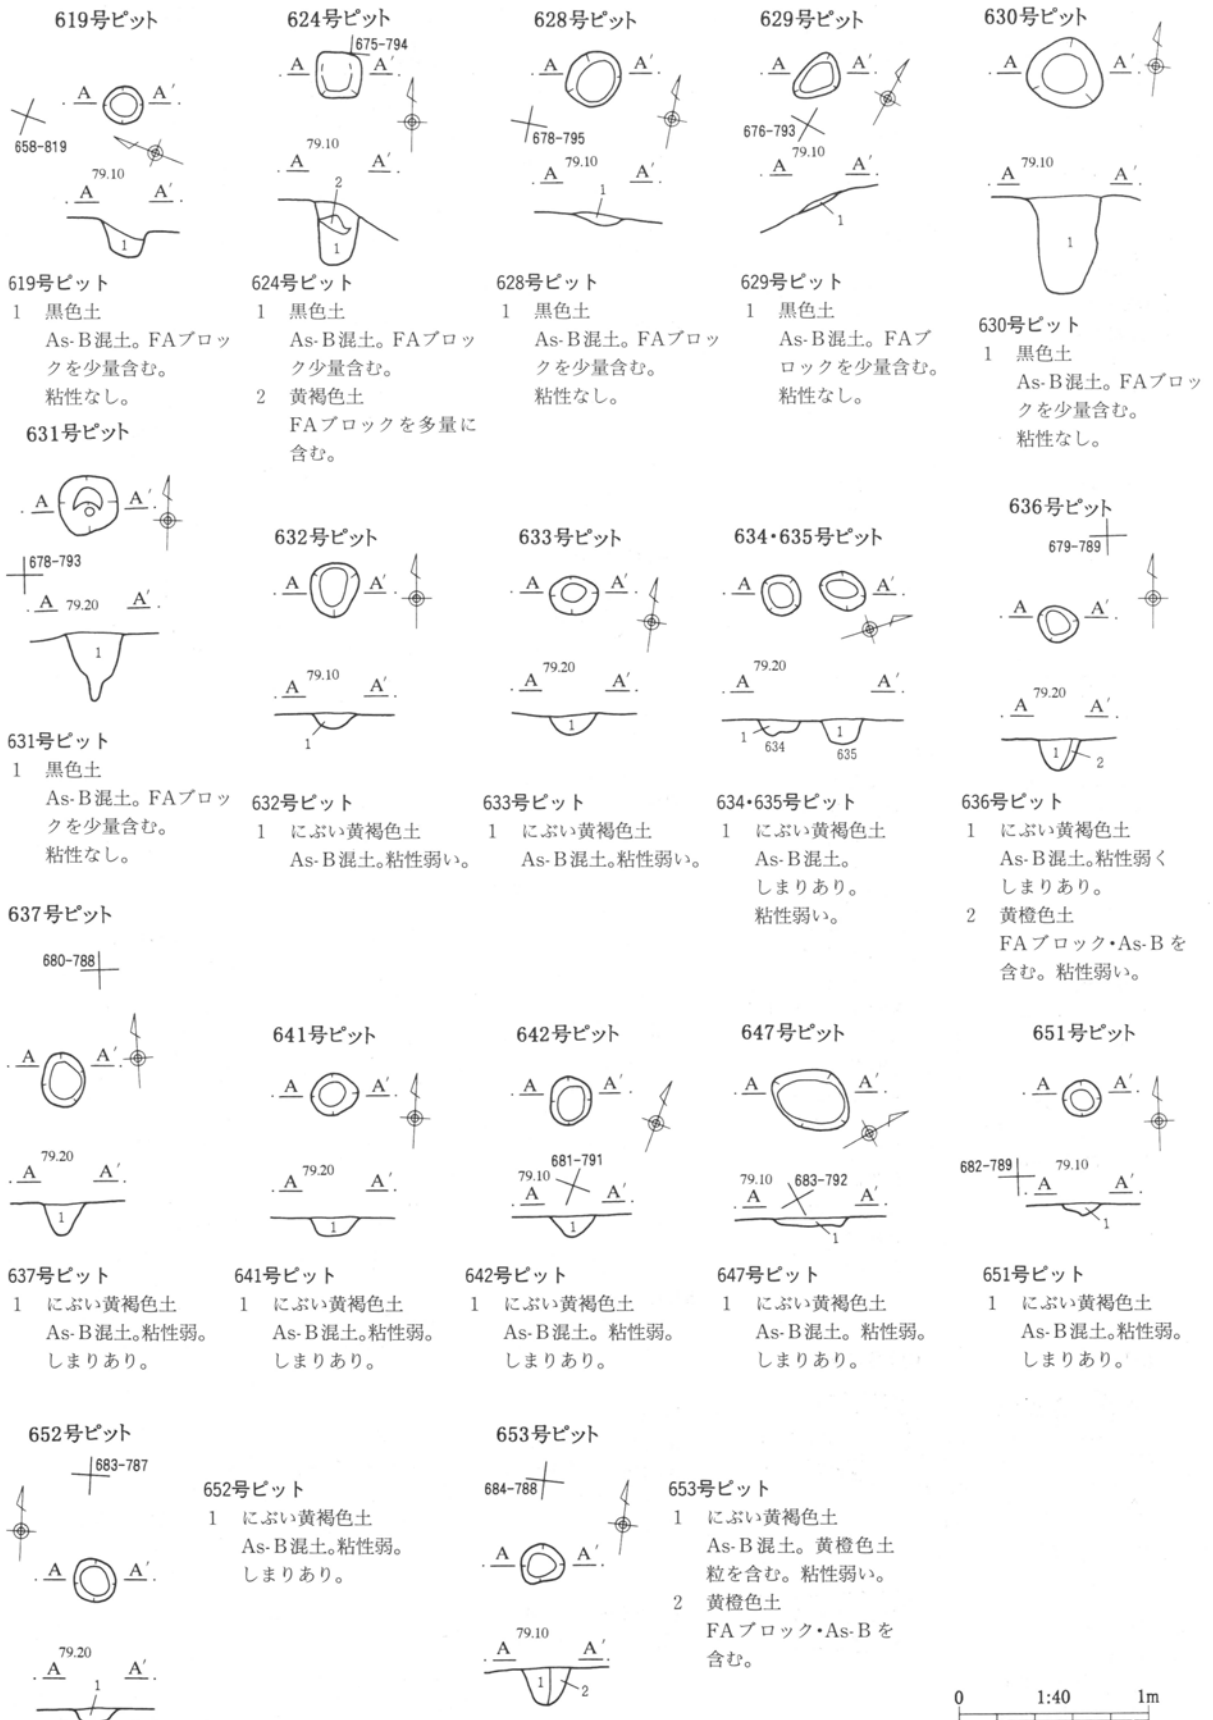 619号ピット
A A′
658-819
79.10
A A′
1
619号ピット
1 黒色土
As-B混土。FAブロッ
クを少量含む。
粘性なし。
624号ピット
675-794
A A′
79.10
A A′
2
1
624号ピット
1 黒色土
As-B混土。FAブロッ
ク少量含む。
2 黄褐色土
FAブロックを多量に
含む。
628号ピット
A A′
678-795
79.10
A A′
1
628号ピット
1 黒色土
As-B混土。FAブロッ
クを少量含む。
粘性なし。
629号ピット
A A′
676-793
79.10
A A′
1
629号ピット
1 黒色土
As-B混土。FAブ
ロックを少量含む。
粘性なし。
630号ピット
A A′
79.10
A A′
1
630号ピット
1 黒色土
As-B混土。FAブロッ
クを少量含む。
粘性なし。
631号ピット
A A′
678-793
A 79.20 A′
1
631号ピット
1 黒色土
As-B混土。FAブロッ
クを少量含む。
粘性なし。
632号ピット
A A′
79.10
A A′
1
632号ピット
1 にぶい黄褐色土
As-B混土。粘性弱い。
633号ピット
A A′
79.20
A A′
1
633号ピット
1 にぶい黄褐色土
As-B混土。粘性弱い。
634・635号ピット
A A′
79.20
A A′
1 1
634 635
634・635号ピット
1 にぶい黄褐色土
As-B混土。
しまりあり。
粘性弱い。
636号ピット
679-789
A A′
79.20
A A′
1 2
636号ピット
1 にぶい黄褐色土
As-B混土。粘性弱く
しまりあり。
2 黄橙色土
FAブロック・As-Bを
含む。粘性弱い。
637号ピット
680-788
A A′
79.20
A A′
1
637号ピット
1 にぶい黄褐色土
As-B混土。粘性弱。
しまりあり。
641号ピット
A A′
79.20
A A′
1
641号ピット
1 にぶい黄褐色土
As-B混土。粘性弱。
しまりあり。
642号ピット
A A′
681-791
79.10
A A′
1
642号ピット
1 にぶい黄褐色土
As-B混土。粘性弱。
しまりあり。
647号ピット
A A′
79.10 683-792
A A′
1
647号ピット
1 にぶい黄褐色土
As-B混土。粘性弱。
しまりあり。
651号ピット
A A′
682-789 79.10
A A′
1
651号ピット
1 にぶい黄褐色土
As-B混土。粘性弱。
しまりあり。
652号ピット
683-787
A A′
79.20
A A′
1
652号ピット
1 にぶい黄褐色土
As-B混土。粘性弱。
しまりあり。
653号ピット
684-788
A A′
79.10
A A′
1 2
653号ピット
1 にぶい黄褐色土
As-B混土。黄橙色土
粒を含む。粘性弱い。
2 黄橙色土
FAブロック・As-Bを
含む。
0 1:40 1m